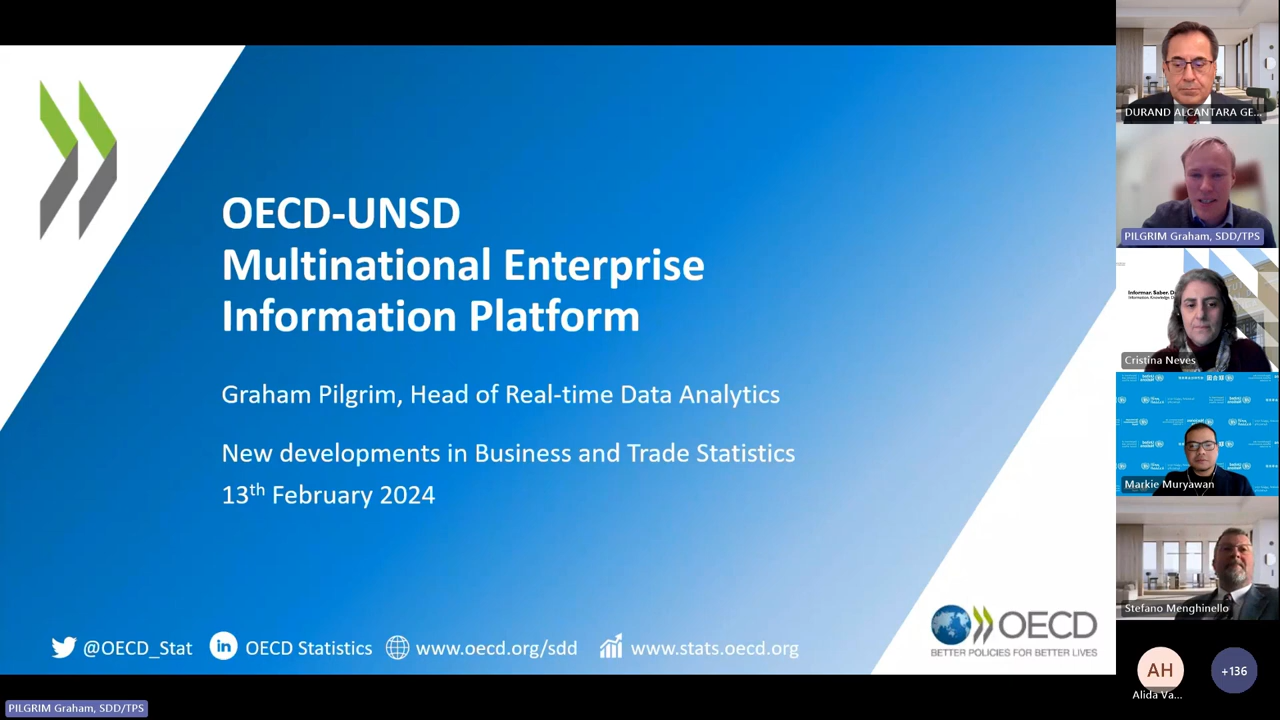 OECD-UNSD
Multinational Enterprise
Information Platform
Graham Pilgrim, Head of Real-time Data Analytics
New developments in Business and Trade Statistics
13th February 2024
@OECD_Stat
in
OECD Statistics
www.oecd.org/sdd
www.stats.oecd.org
OECD
BETTER POLICIES FOR BETTER LIVES
PILGRIM Graham, SDD/TPS
DURAND ALCANTARA GE...
PILGRIM Graham, SDD/TPS
Informar. Saber.
Cristina Neves
Markie Muryawan
Stefano Menghinello
AH
Alida Va...
+136